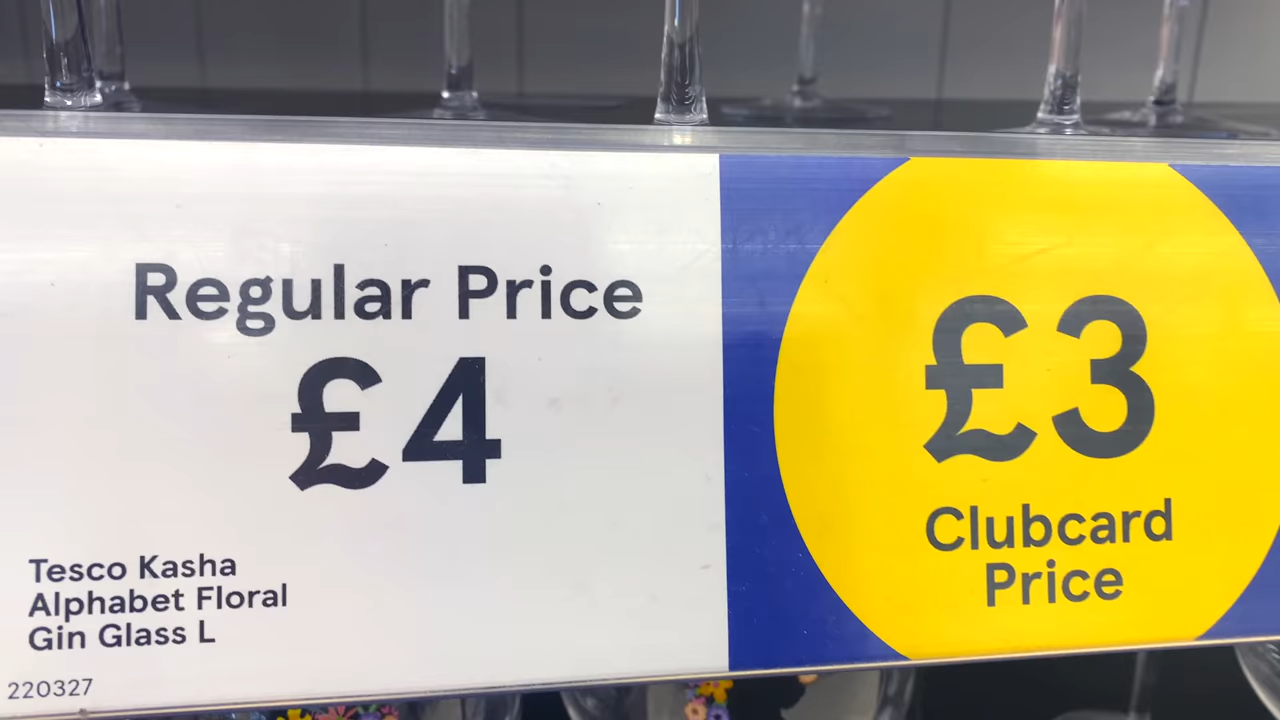 Regular Price
£4
Tesco Kasha
Alphabet Floral
Gin Glass L
220327
£3
Clubcard
Price